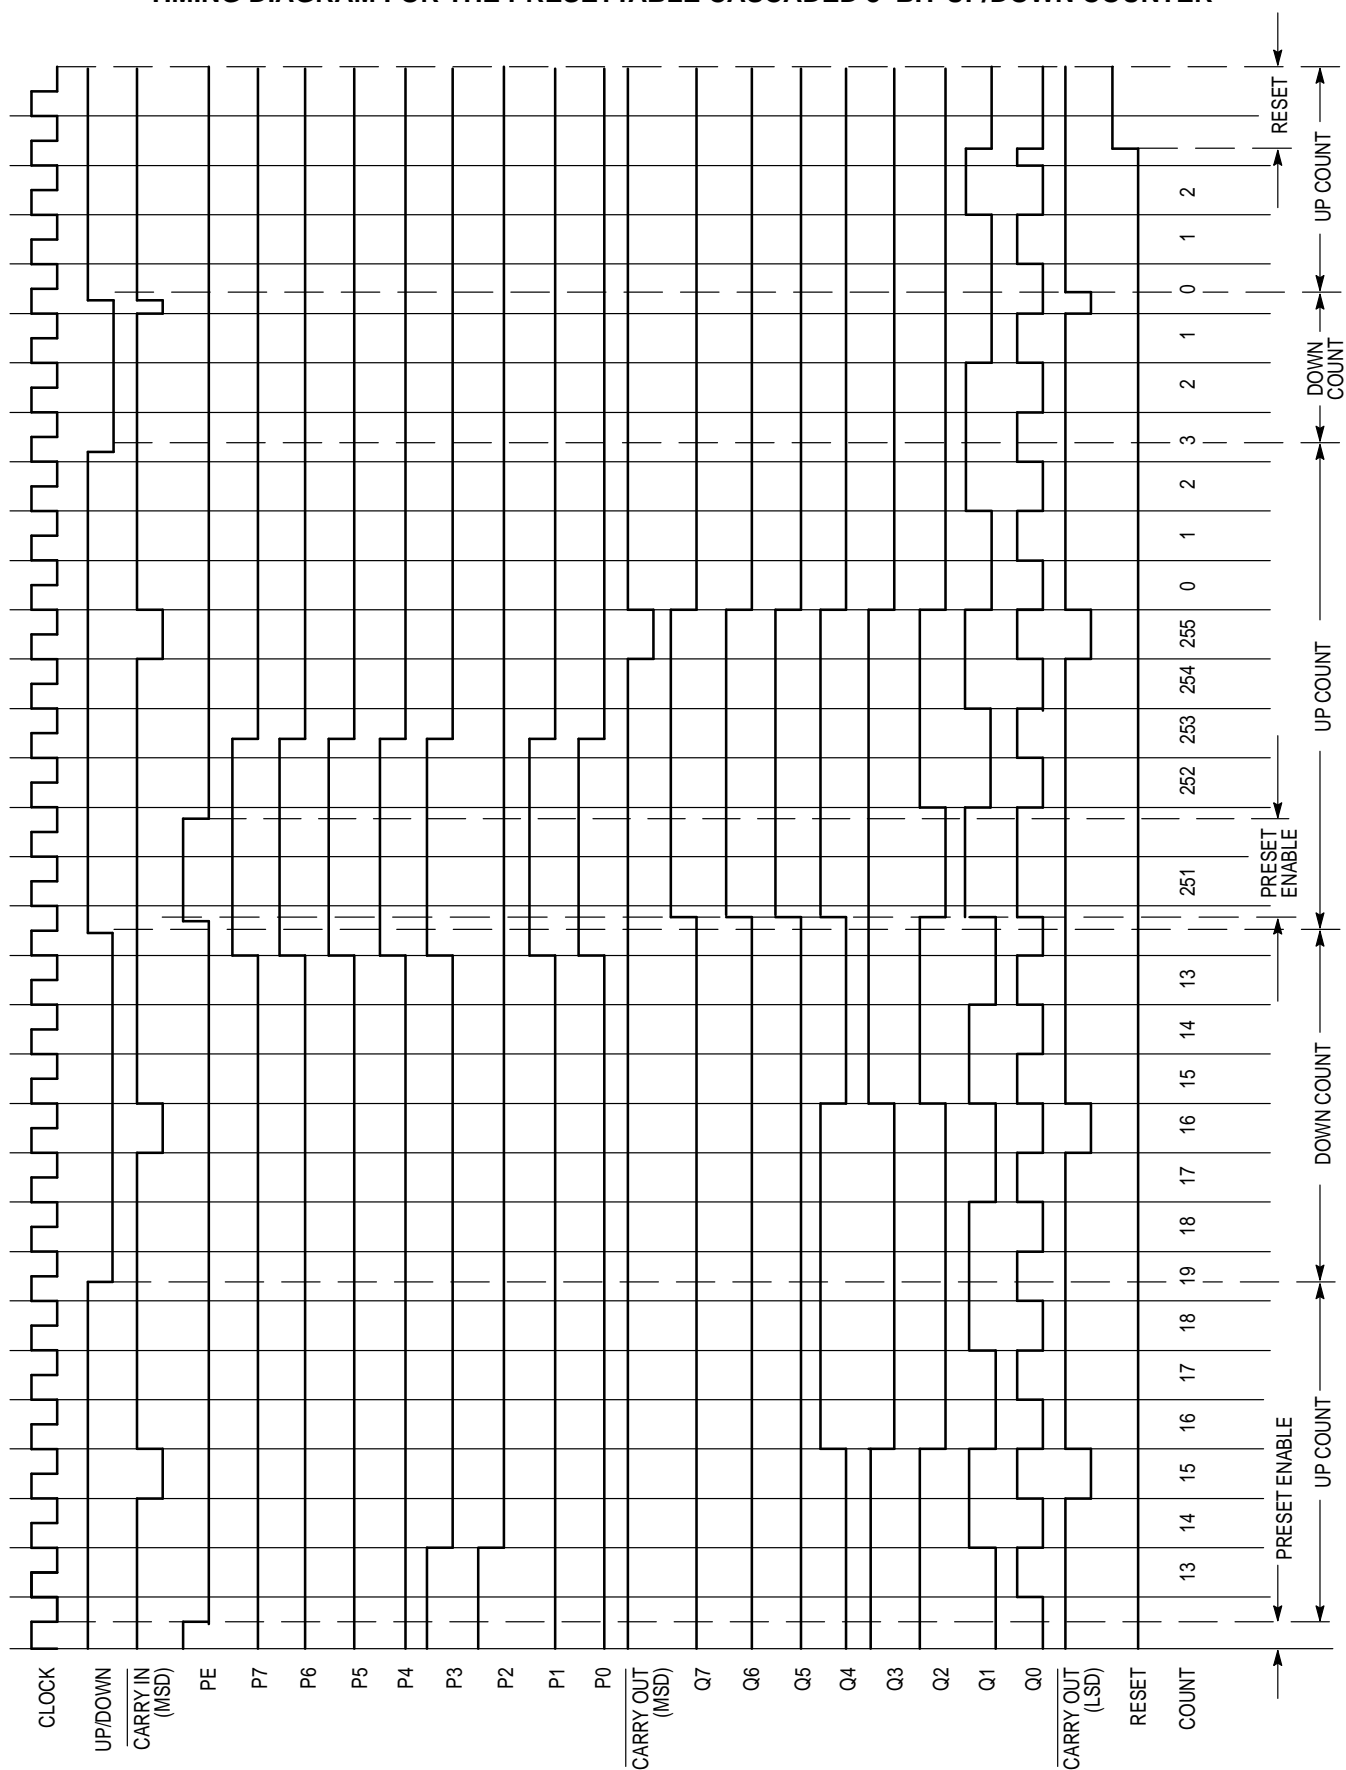 TIMING DIAGRAM FOR THE PRESETTABLE CASCADED 8-BIT UP/DOWN COUNTER
CLOCK
UP/DOWN
CARRY IN
(MSD)
PE
P7
P6
P5
P4
P3
P2
P1
P0
CARRY OUT
(MSD)
Q7
Q6
Q5
Q4
Q3
Q2
Q1
Q0
CARRY OUT
(LSD)
RESET
COUNT 13 14 15 16 17 18 19 18 17 16 15 14 13 251 252 253 254 255 0 1 2 3 2 1 0 1 2
PRESET ENABLE
PRESET
ENABLE
RESET
UP COUNT
DOWN COUNT
UP COUNT
DOWN
COUNT
UP COUNT